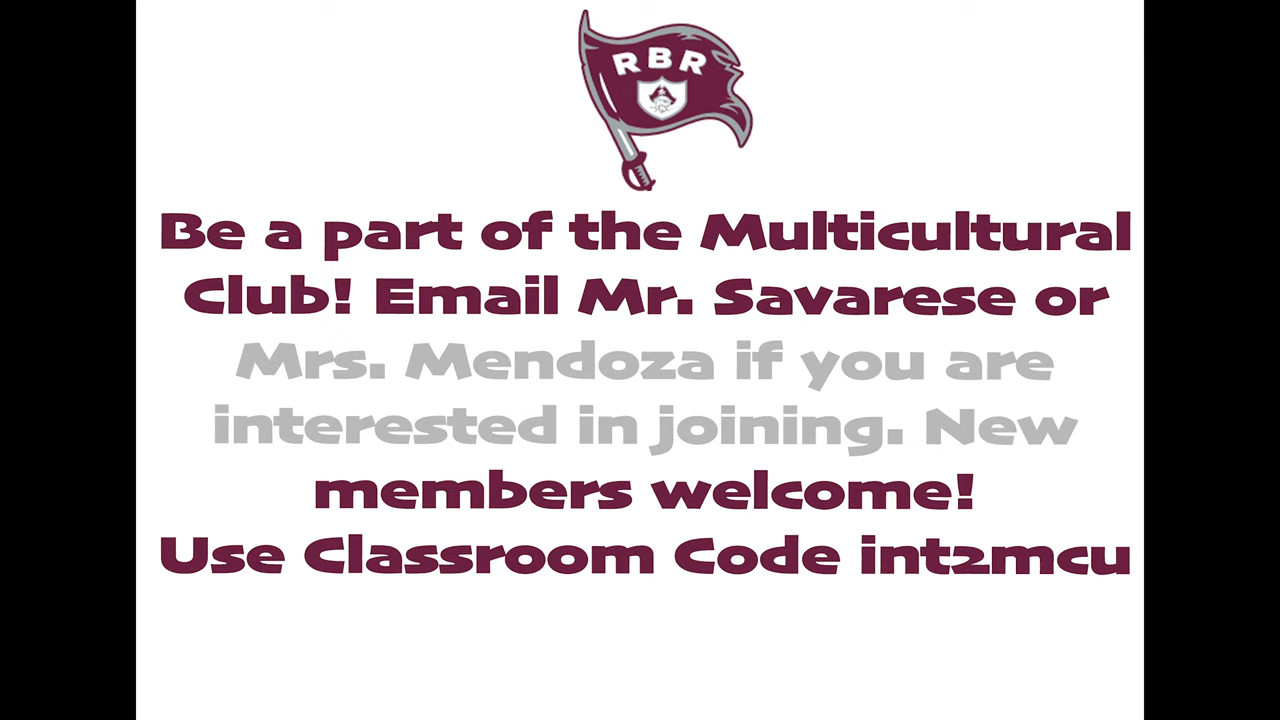 RBR
Be a part of the Multicultural
Club! Email Mr. Savarese or
Mrs. Mendoza if you are
interested in joining. New
members welcome!
Use Classroom Code int2mcu